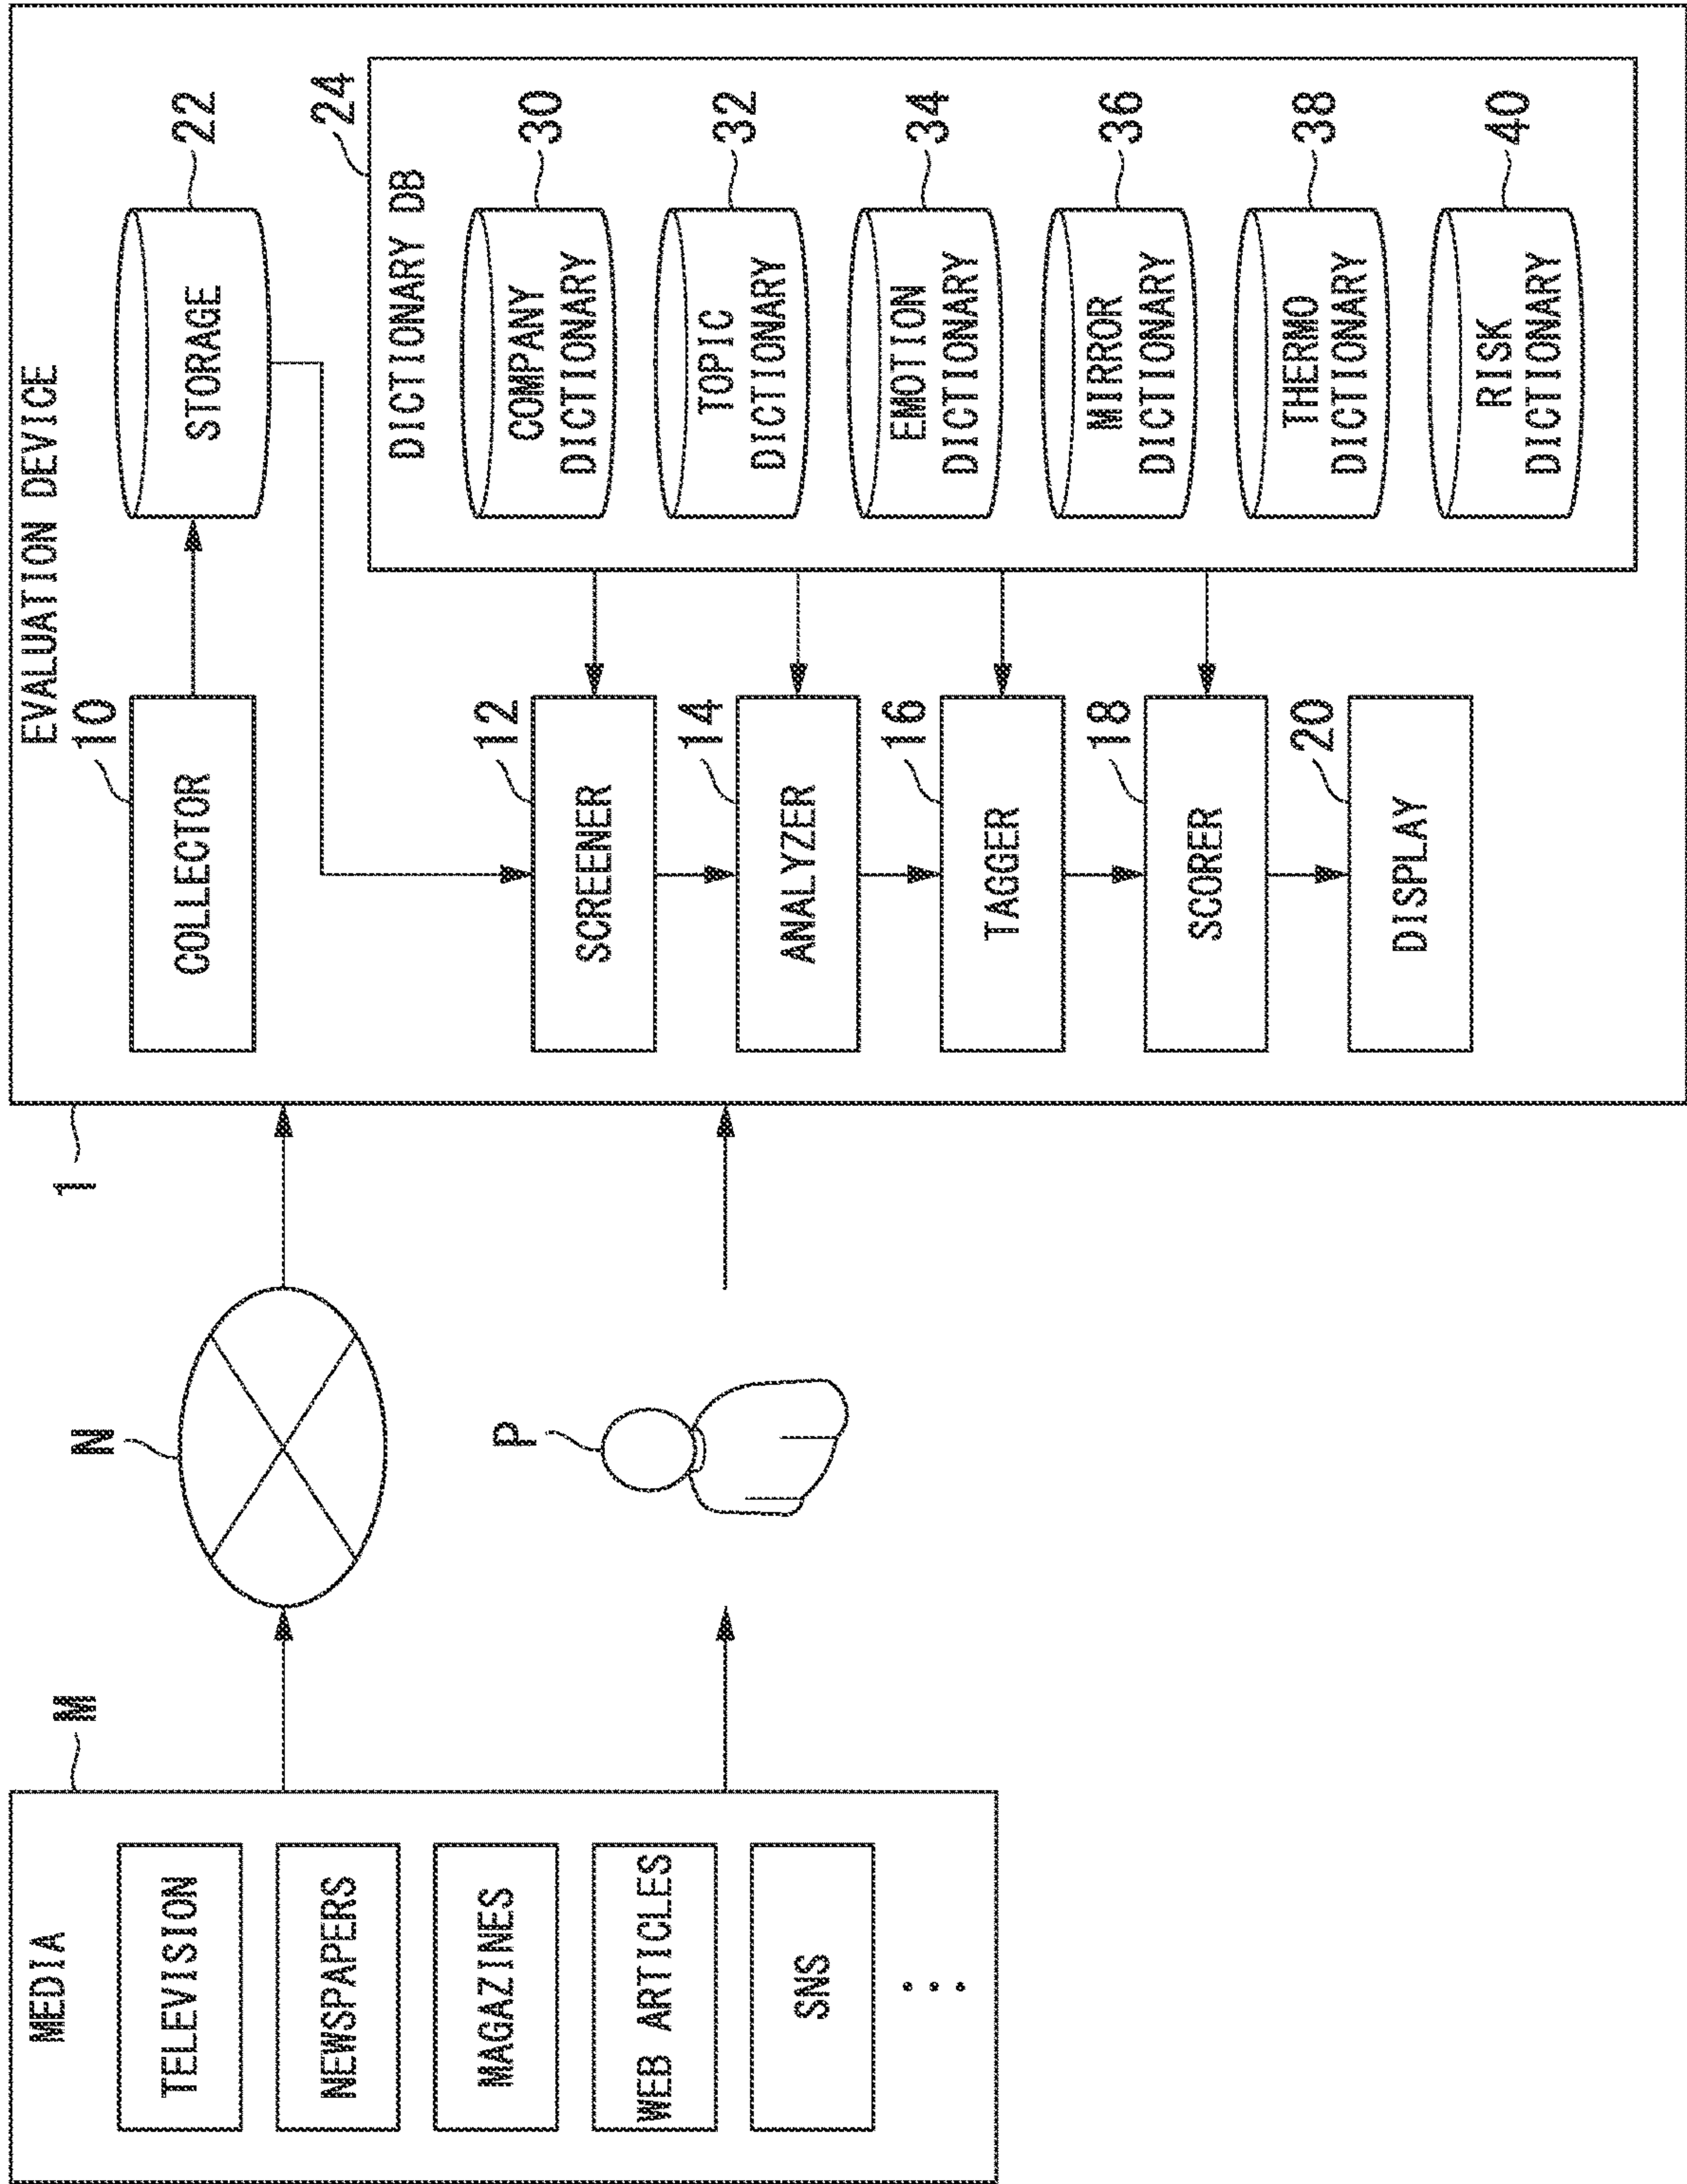 MEDIA
M
TELEVISION
NEWSPAPERS
MAGAZINES
WEB ARTICLES
SNS
...
N
P
1
EVALUATION DEVICE
10
COLLECTOR
22
STORAGE
12
SCREENER
14
ANALYZER
16
TAGGER
18
SCORER
20
DISPLAY
24
DICTIONARY DB
COMPANY
DICTIONARY
30
TOPIC
DICTIONARY
32
EMOTION
DICTIONARY
34
MIRROR
DICTIONARY
36
THERMO
DICTIONARY
38
RISK
DICTIONARY
40